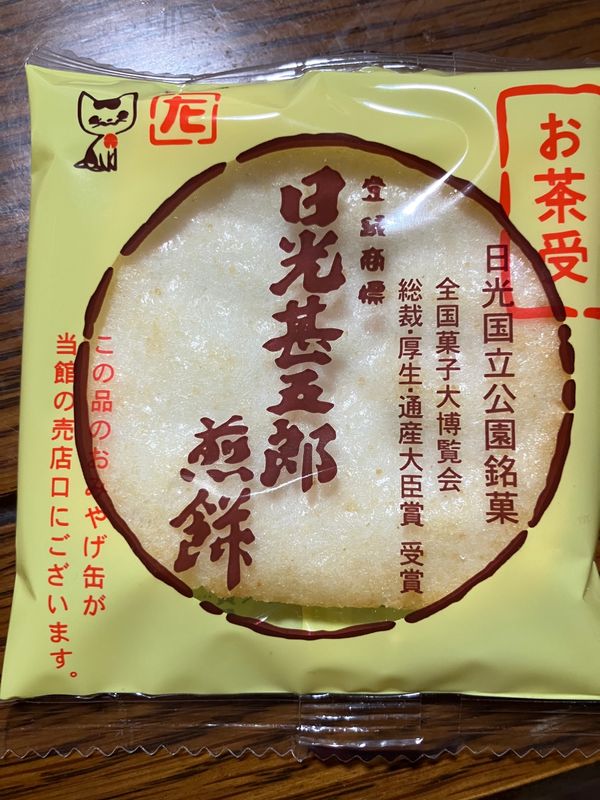 お茶受
日光国立公園銘菓
全国菓子大博覧会
総裁・厚生・通産大臣賞 受賞
登録商標
日光甚五郎
煎餅
この品のおみやげ缶が
当館の売店口にございます。